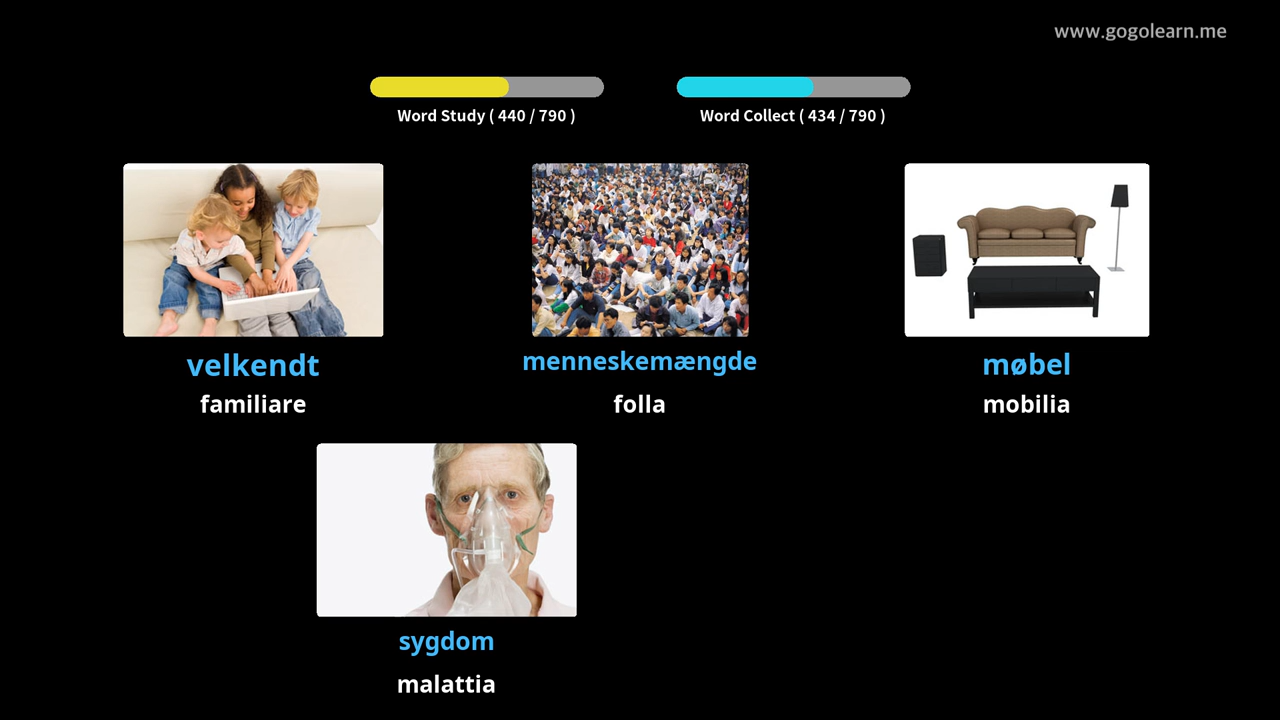 www.gogolearn.me
Word Study ( 440 / 790 )
Word Collect ( 434 / 790 )
velkendt
familiare
menneskemængde
folla
møbel
mobilia
sygdom
malattia